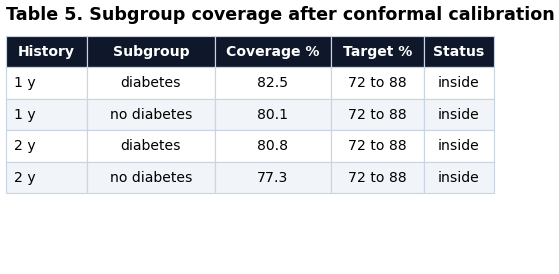 Table 5. Subgroup coverage after conformal calibration
History Subgroup Coverage % Target % Status
1 y diabetes 82.5 72 to 88 inside
1 y no diabetes 80.1 72 to 88 inside
2 y diabetes 80.8 72 to 88 inside
2 y no diabetes 77.3 72 to 88 inside